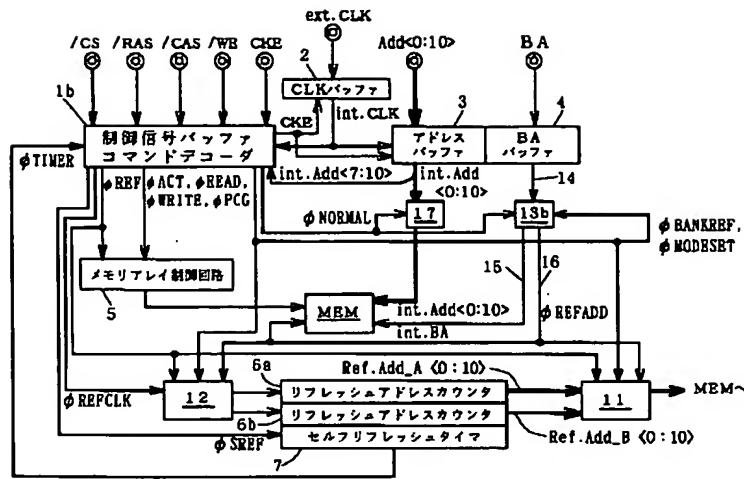 ext.CLK
/CS /RAS /CAS /WE CKE
Add<0:10>
BA
2
CLKバッファ
1b
CKE
int.CLK
3
4
制御信号バッファ
コマンドデコーダ
アドレス
バッファ
BA
バッファ
φTIMER
φREF
φACT, φREAD,
φWRITE, φPCG
int.Add<7:10>
int.Add
<0:10>
14
φNORMAL
17
13b
φBANKREF,
φMODESET
メモリアレイ制御回路
5
15
16
MEM
int.Add<0:10>
int.BA
φREFADD
φREFCLK
12
6a
リフレッシュアドレスカウンタ
Ref.Add_A <0:10>
11
MEM~
6b
リフレッシュアドレスカウンタ
Ref.Add_B <0:10>
φSREF
セルフリフレッシュタイマ
7